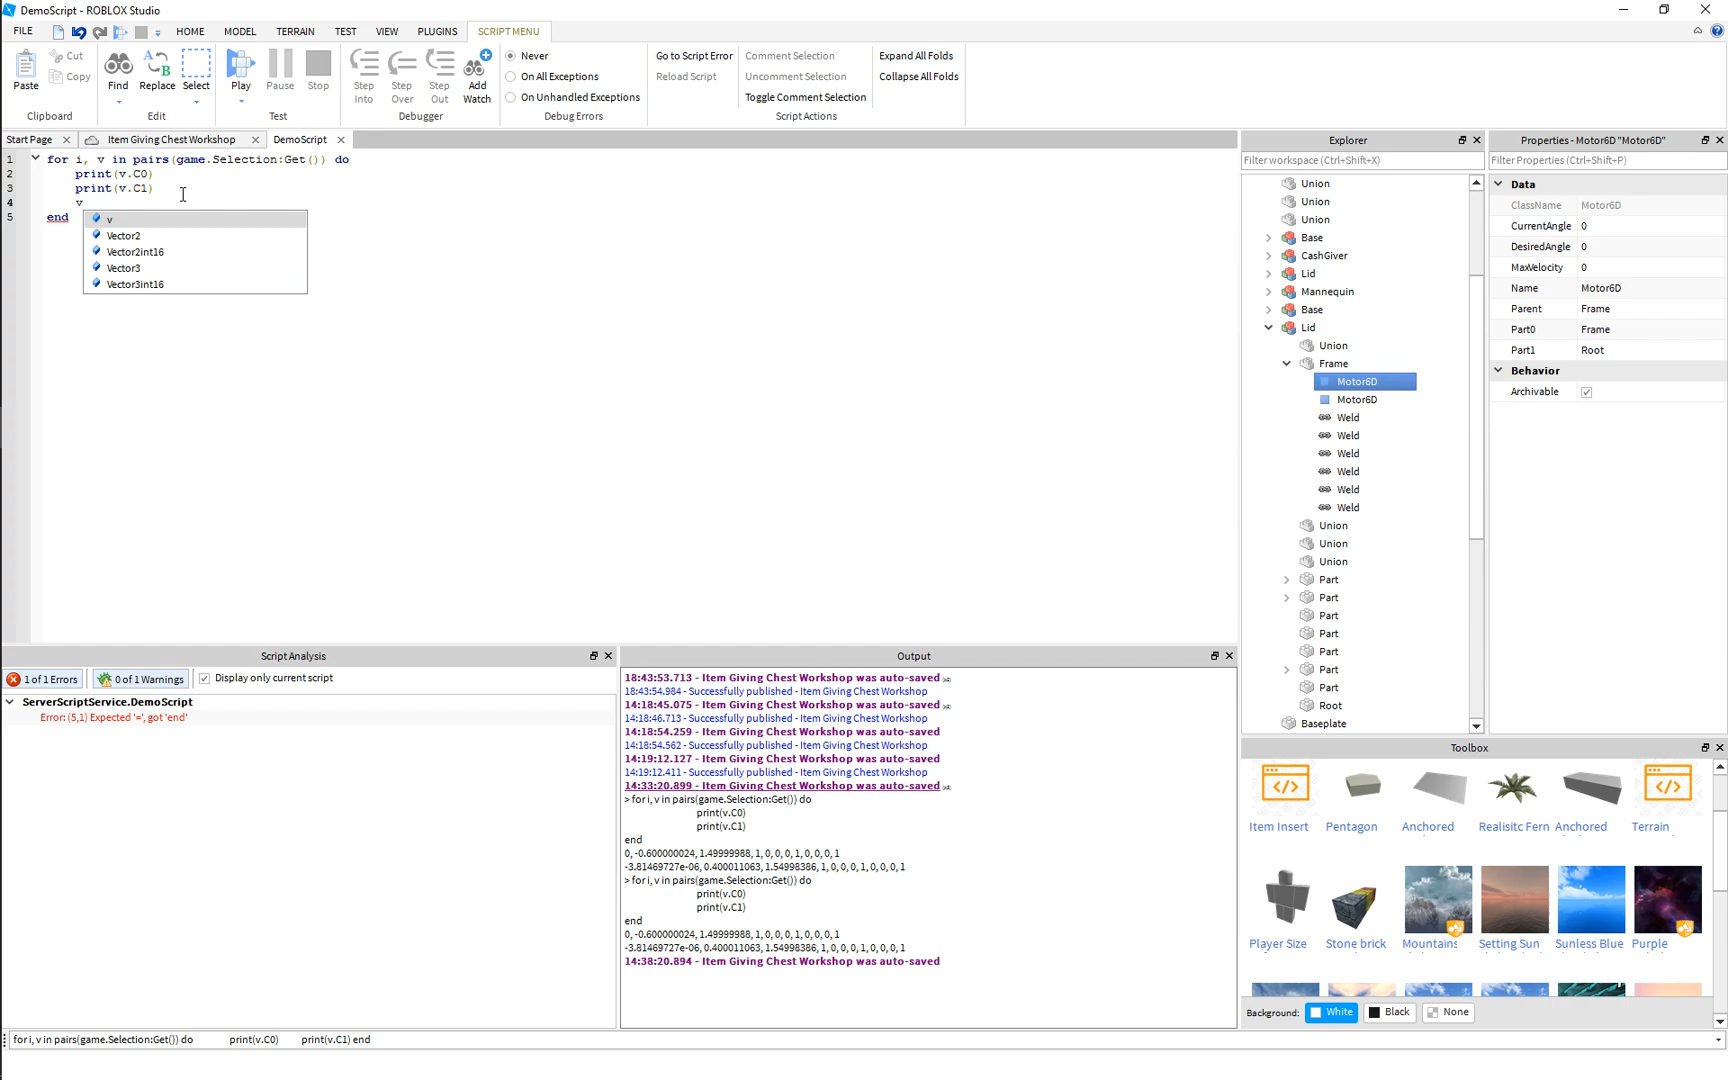 DemoScript - ROBLOX Studio
FILE HOME MODEL TERRAIN TEST VIEW PLUGINS SCRIPT MENU
Paste
Cut
Copy
Clipboard
Find
Replace
Select
Edit
Play
Pause
Stop
Test
Step Into
Step Over
Step Out
Add Watch
Debugger
Never
On All Exceptions
On Unhandled Exceptions
Debug Errors
Go to Script Error
Reload Script
Comment Selection
Uncomment Selection
Toggle Comment Selection
Script Actions
Expand All Folds
Collapse All Folds
Start Page
Item Giving Chest Workshop
DemoScript
1 for i, v in pairs(game.Selection:Get()) do
2 print(v.C0)
3 print(v.C1)
4 v
5 end
v
Vector2
Vector2int16
Vector3
Vector3int16
Script Analysis
1 of 1 Errors
0 of 1 Warnings
Display only current script
ServerScriptService.DemoScript
Error: (5,1) Expected '=', got 'end'
Output
18:43:53.713 - Item Giving Chest Workshop was auto-saved
18:43:54.984 - Successfully published - Item Giving Chest Workshop
14:18:45.075 - Item Giving Chest Workshop was auto-saved
14:18:46.713 - Successfully published - Item Giving Chest Workshop
14:18:54.259 - Item Giving Chest Workshop was auto-saved
14:18:54.562 - Successfully published - Item Giving Chest Workshop
14:19:12.127 - Item Giving Chest Workshop was auto-saved
14:19:12.411 - Successfully published - Item Giving Chest Workshop
14:33:20.899 - Item Giving Chest Workshop was auto-saved
> for i, v in pairs(game.Selection:Get()) do
print(v.C0)
print(v.C1)
end
0, -0.600000024, 1.49999988, 1, 0, 0, 0, 1, 0, 0, 0, 1
-3.81469727e-06, 0.400011063, 1.54998386, 1, 0, 0, 0, 1, 0, 0, 0, 1
> for i, v in pairs(game.Selection:Get()) do
print(v.C0)
print(v.C1)
end
0, -0.600000024, 1.49999988, 1, 0, 0, 0, 1, 0, 0, 0, 1
-3.81469727e-06, 0.400011063, 1.54998386, 1, 0, 0, 0, 1, 0, 0, 0, 1
14:38:20.894 - Item Giving Chest Workshop was auto-saved
Explorer
Filter workspace (Ctrl+Shift+X)
Union
Union
Union
Base
CashGiver
Lid
Mannequin
Base
Lid
Union
Frame
Motor6D
Motor6D
Weld
Weld
Weld
Weld
Weld
Weld
Union
Union
Union
Part
Part
Part
Part
Part
Part
Part
Root
Baseplate
Properties - Motor6D "Motor6D"
Filter Properties (Ctrl+Shift+P)
Data
ClassName Motor6D
CurrentAngle 0
DesiredAngle 0
MaxVelocity 0
Name Motor6D
Parent Frame
Part0 Frame
Part1 Root
Behavior
Archivable
Toolbox
Item Insert Pentagon Anchored Realisitc Fern Anchored Terrain
Player Size Stone brick Mountains Setting Sun Sunless Blue Purple
Background: White Black None
for i, v in pairs(game.Selection:Get()) do print(v.C0) print(v.C1) end